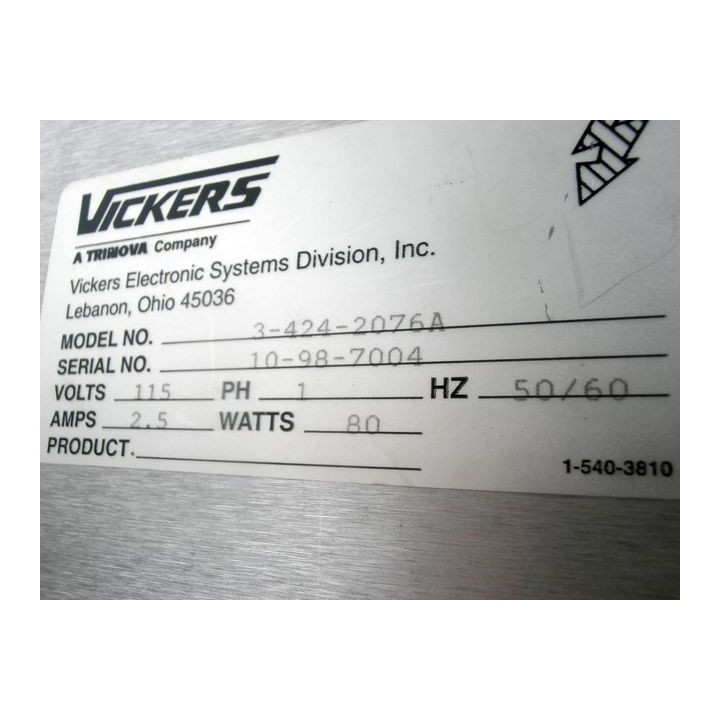 VICKERS
A TRINOVA Company
Vickers Electronic Systems Division, Inc.
Lebanon, Ohio 45036
MODEL NO. 3-424-2076A
SERIAL NO. 10-98-7004
VOLTS 115 PH 1 HZ 50/60
AMPS 2.5 WATTS 80
PRODUCT.
1-540-3810